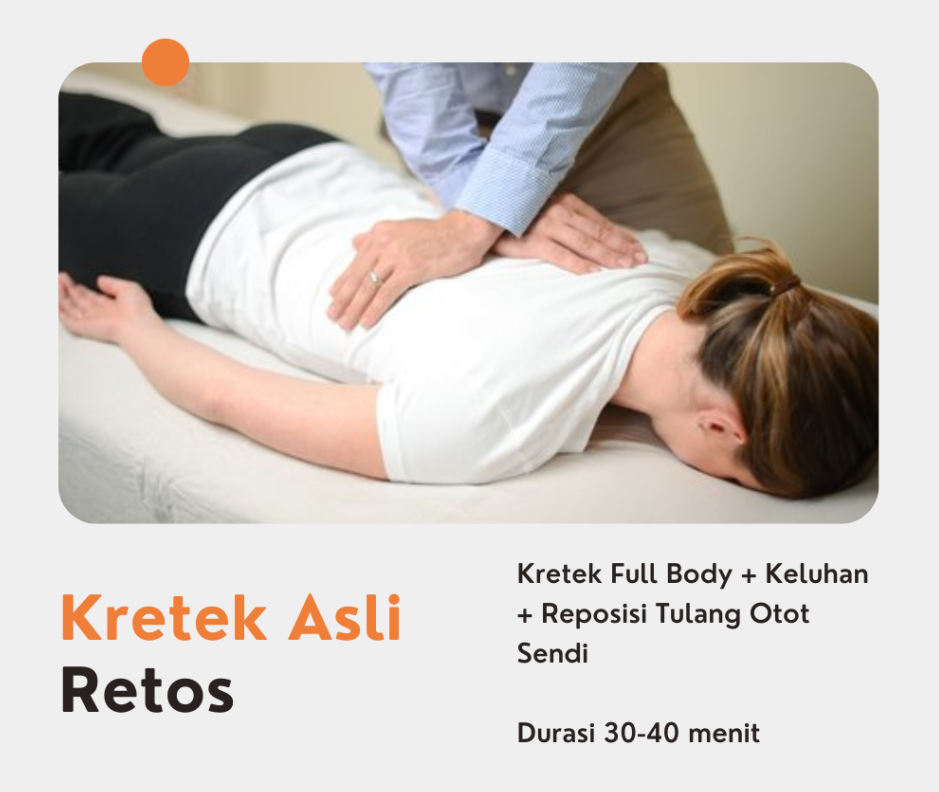 Kretek Asli
Retos
Kretek Full Body + Keluhan
+ Reposisi Tulang Otot
Sendi
Durasi 30-40 menit